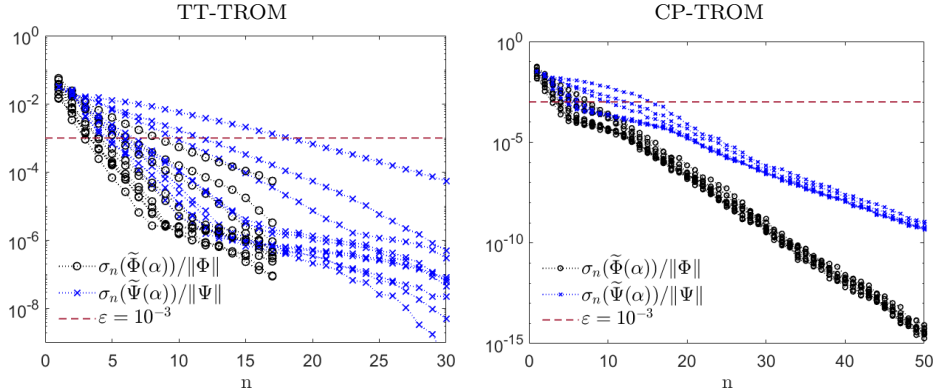 TT-TROM
10^0
10^-2
10^-4
10^-6
10^-8
σ_n(Φ̃(α))/‖Φ‖
σ_n(Ψ̃(α))/‖Ψ‖
ε = 10^-3
0 5 10 15 20 25 30
n
CP-TROM
10^0
10^-5
10^-10
10^-15
σ_n(Φ̃(α))/‖Φ‖
σ_n(Ψ̃(α))/‖Ψ‖
ε = 10^-3
0 10 20 30 40 50
n